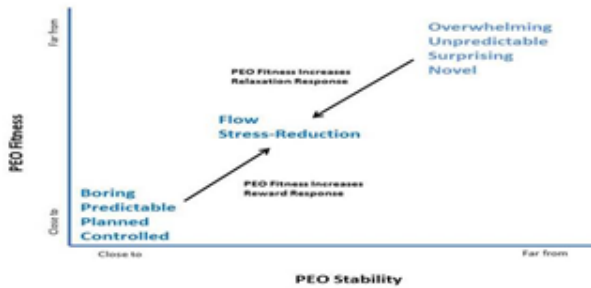 Far from
Overwhelming
Unpredictable
Surprising
Novel
PEO Fitness Increases
Relaxation Response
PEO Fitness
Flow
Stress-Reduction
PEO Fitness Increases
Reward Response
Boring
Predictable
Planned
Controlled
Close to
Close to
Far from
PEO Stability